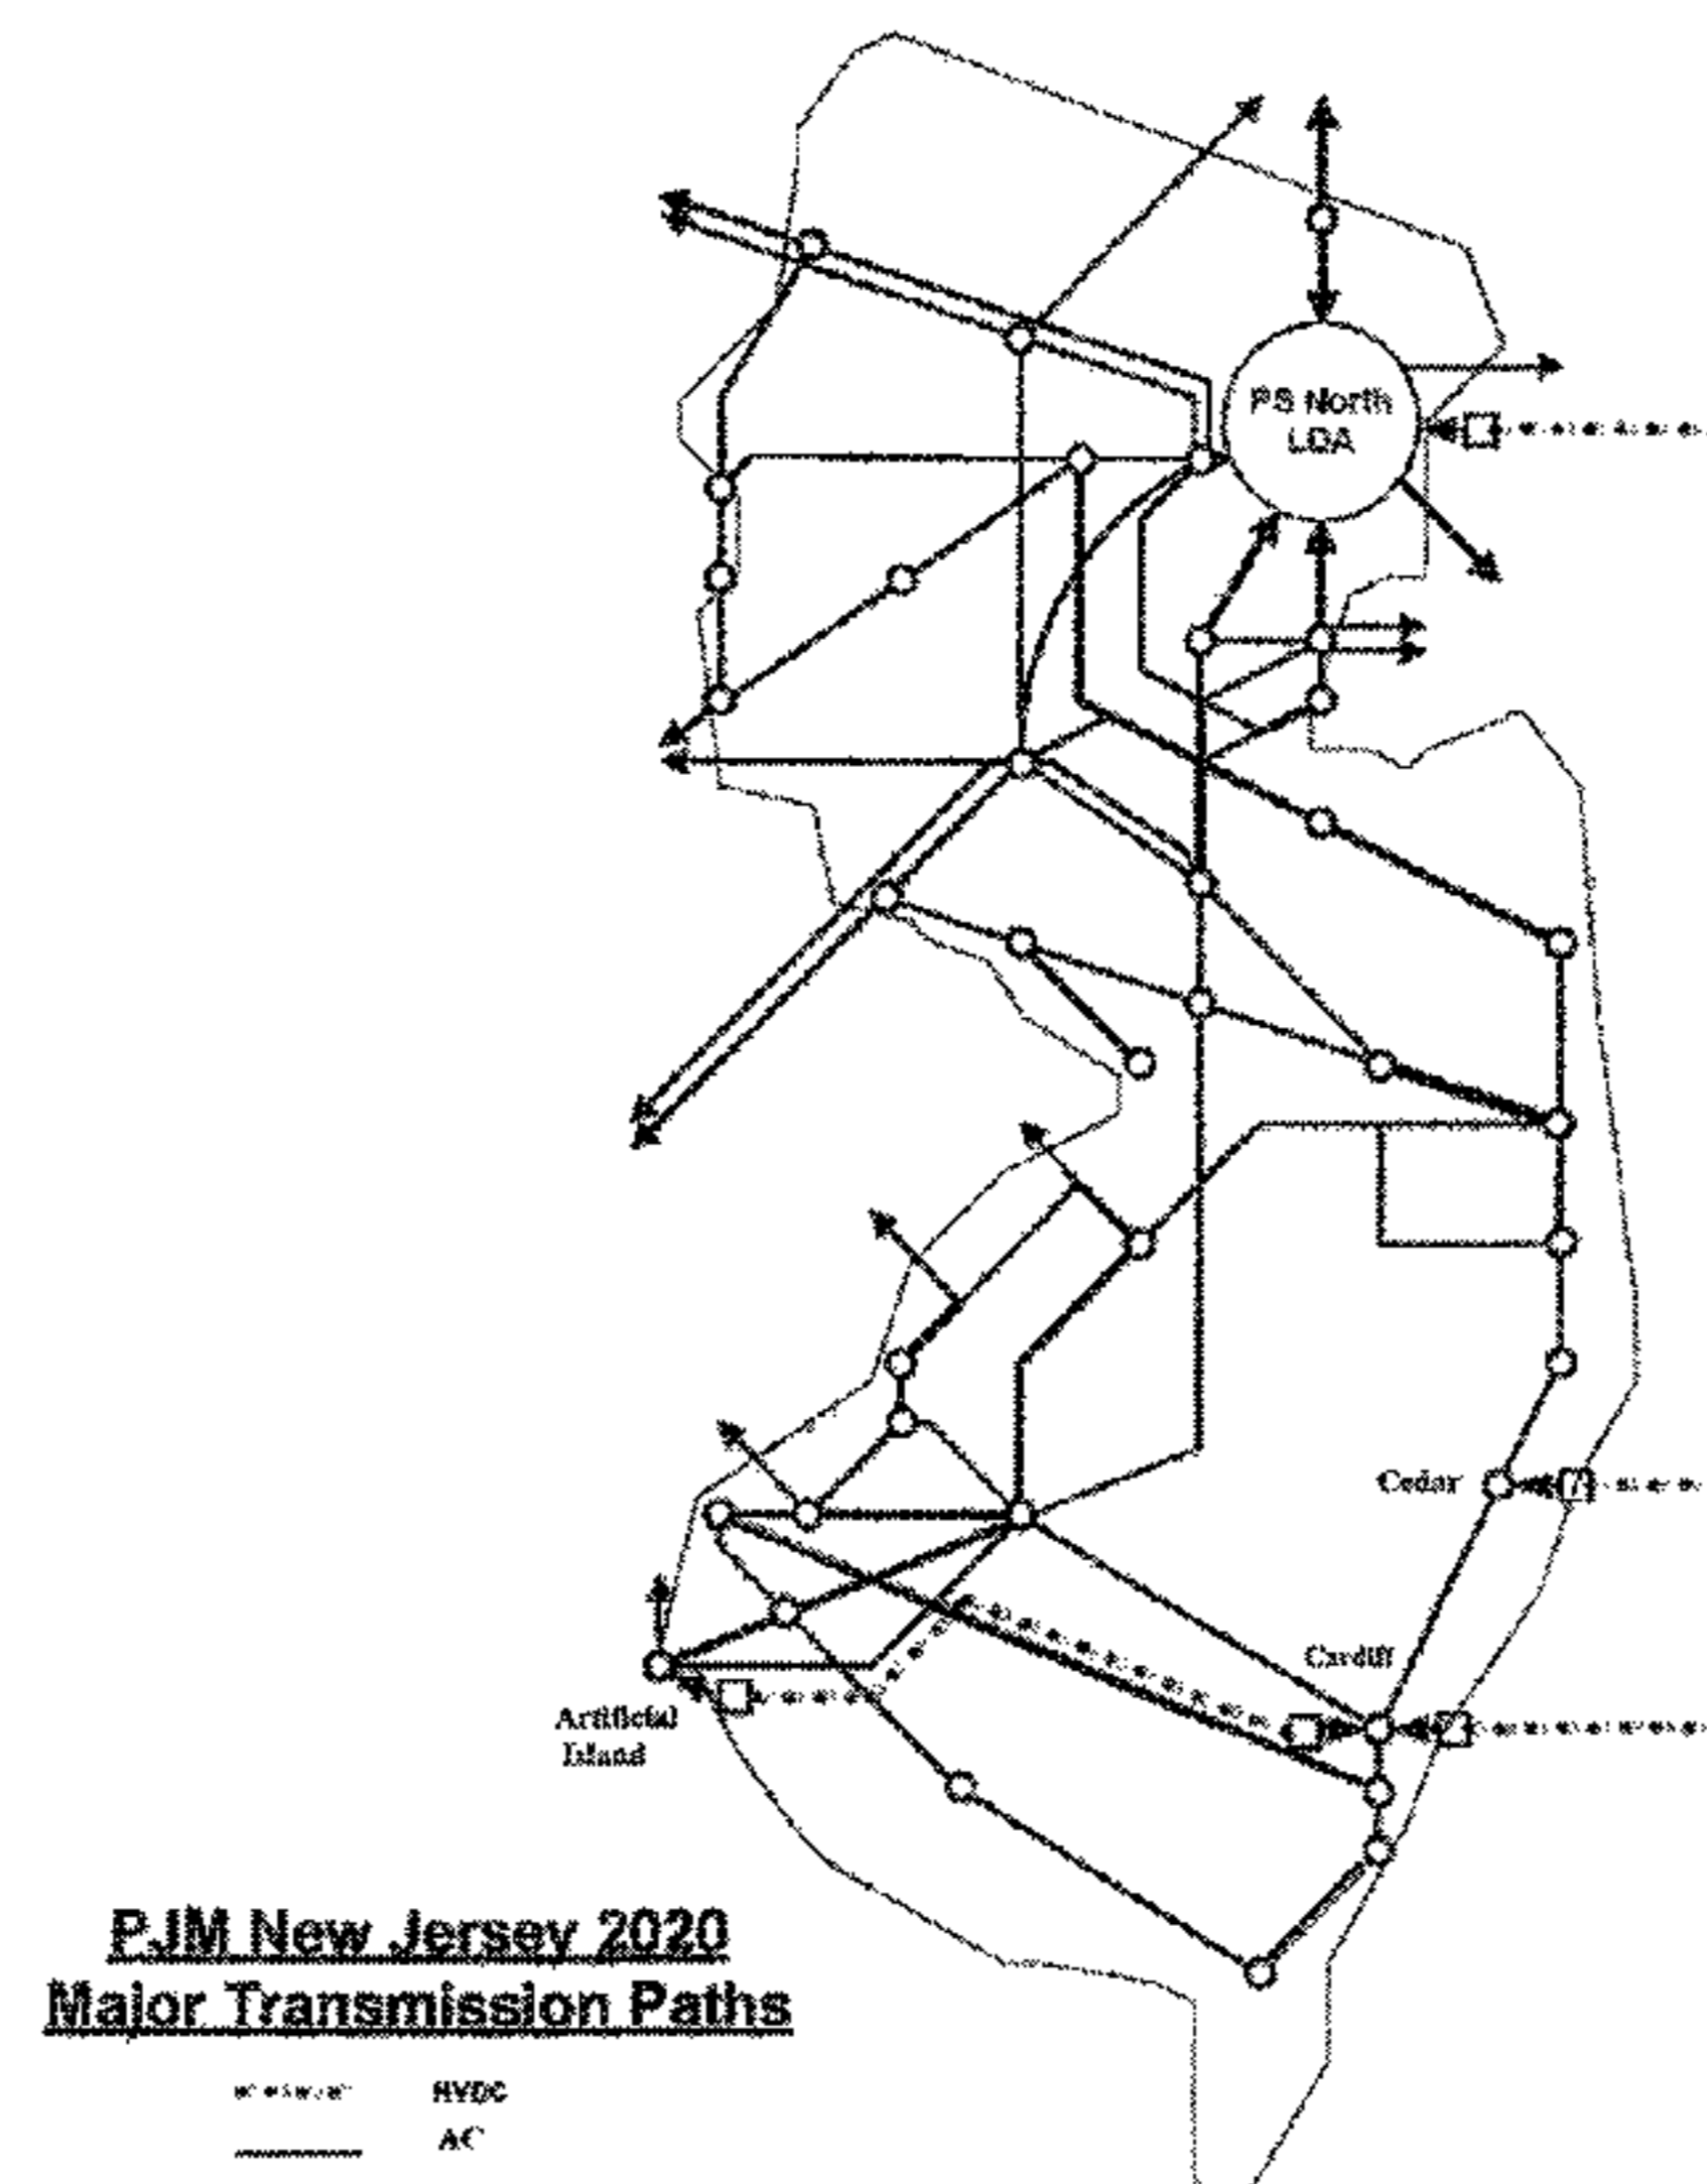 PS North
LDA
Cedar
Cardiff
Artificial
Island
PJM New Jersey 2020
Major Transmission Paths
HVDC
AC